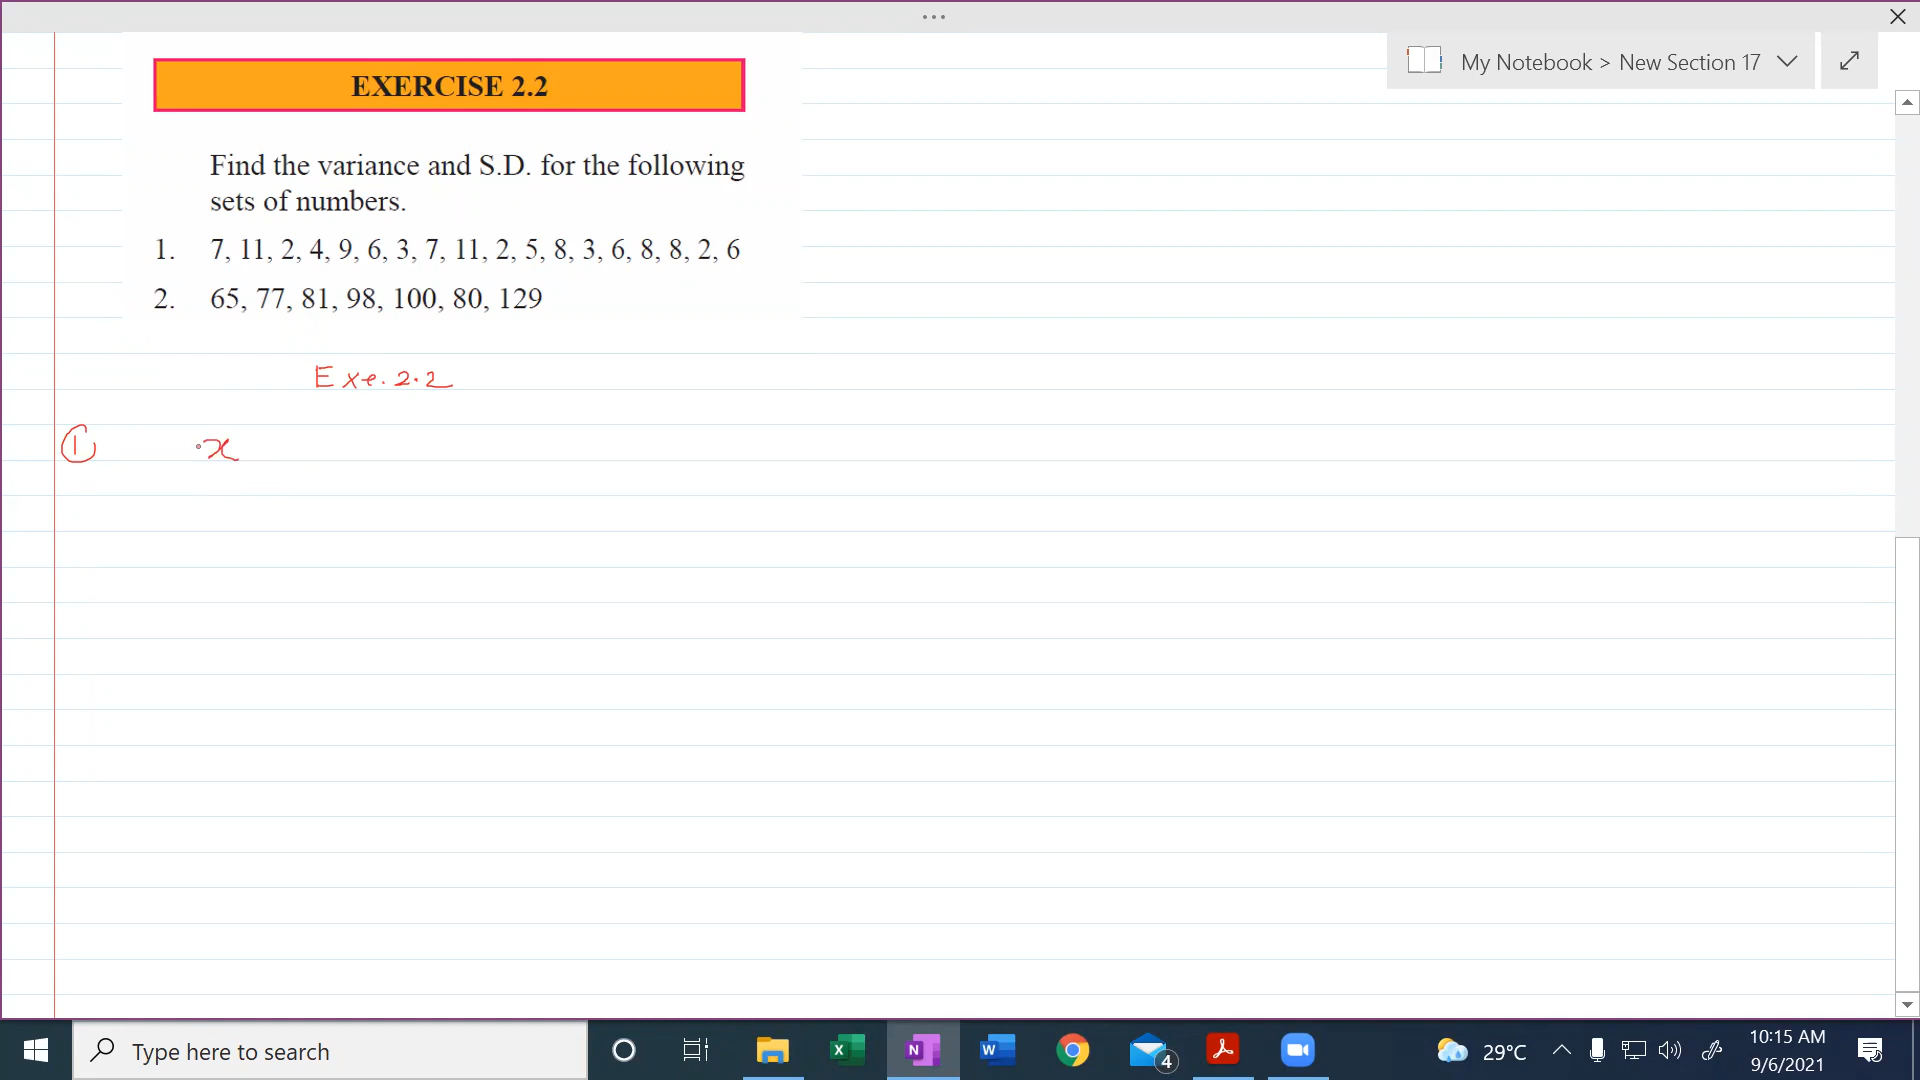 My Notebook > New Section 17
EXERCISE 2.2
Find the variance and S.D. for the following
sets of numbers.
1. 7, 11, 2, 4, 9, 6, 3, 7, 11, 2, 5, 8, 3, 6, 8, 8, 2, 6
2. 65, 77, 81, 98, 100, 80, 129
Exe. 2.2
① x
Type here to search
4
29°C
10:15 AM
9/6/2021